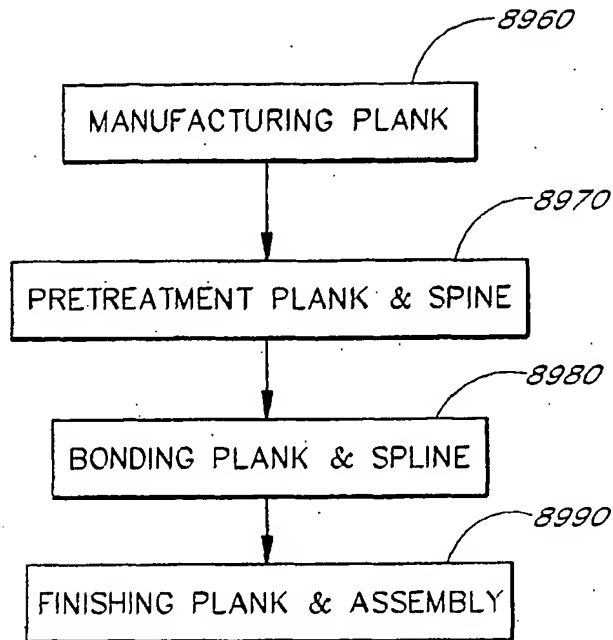 8960
MANUFACTURING PLANK
8970
PRETREATMENT PLANK & SPINE
8980
BONDING PLANK & SPLINE
8990
FINISHING PLANK & ASSEMBLY